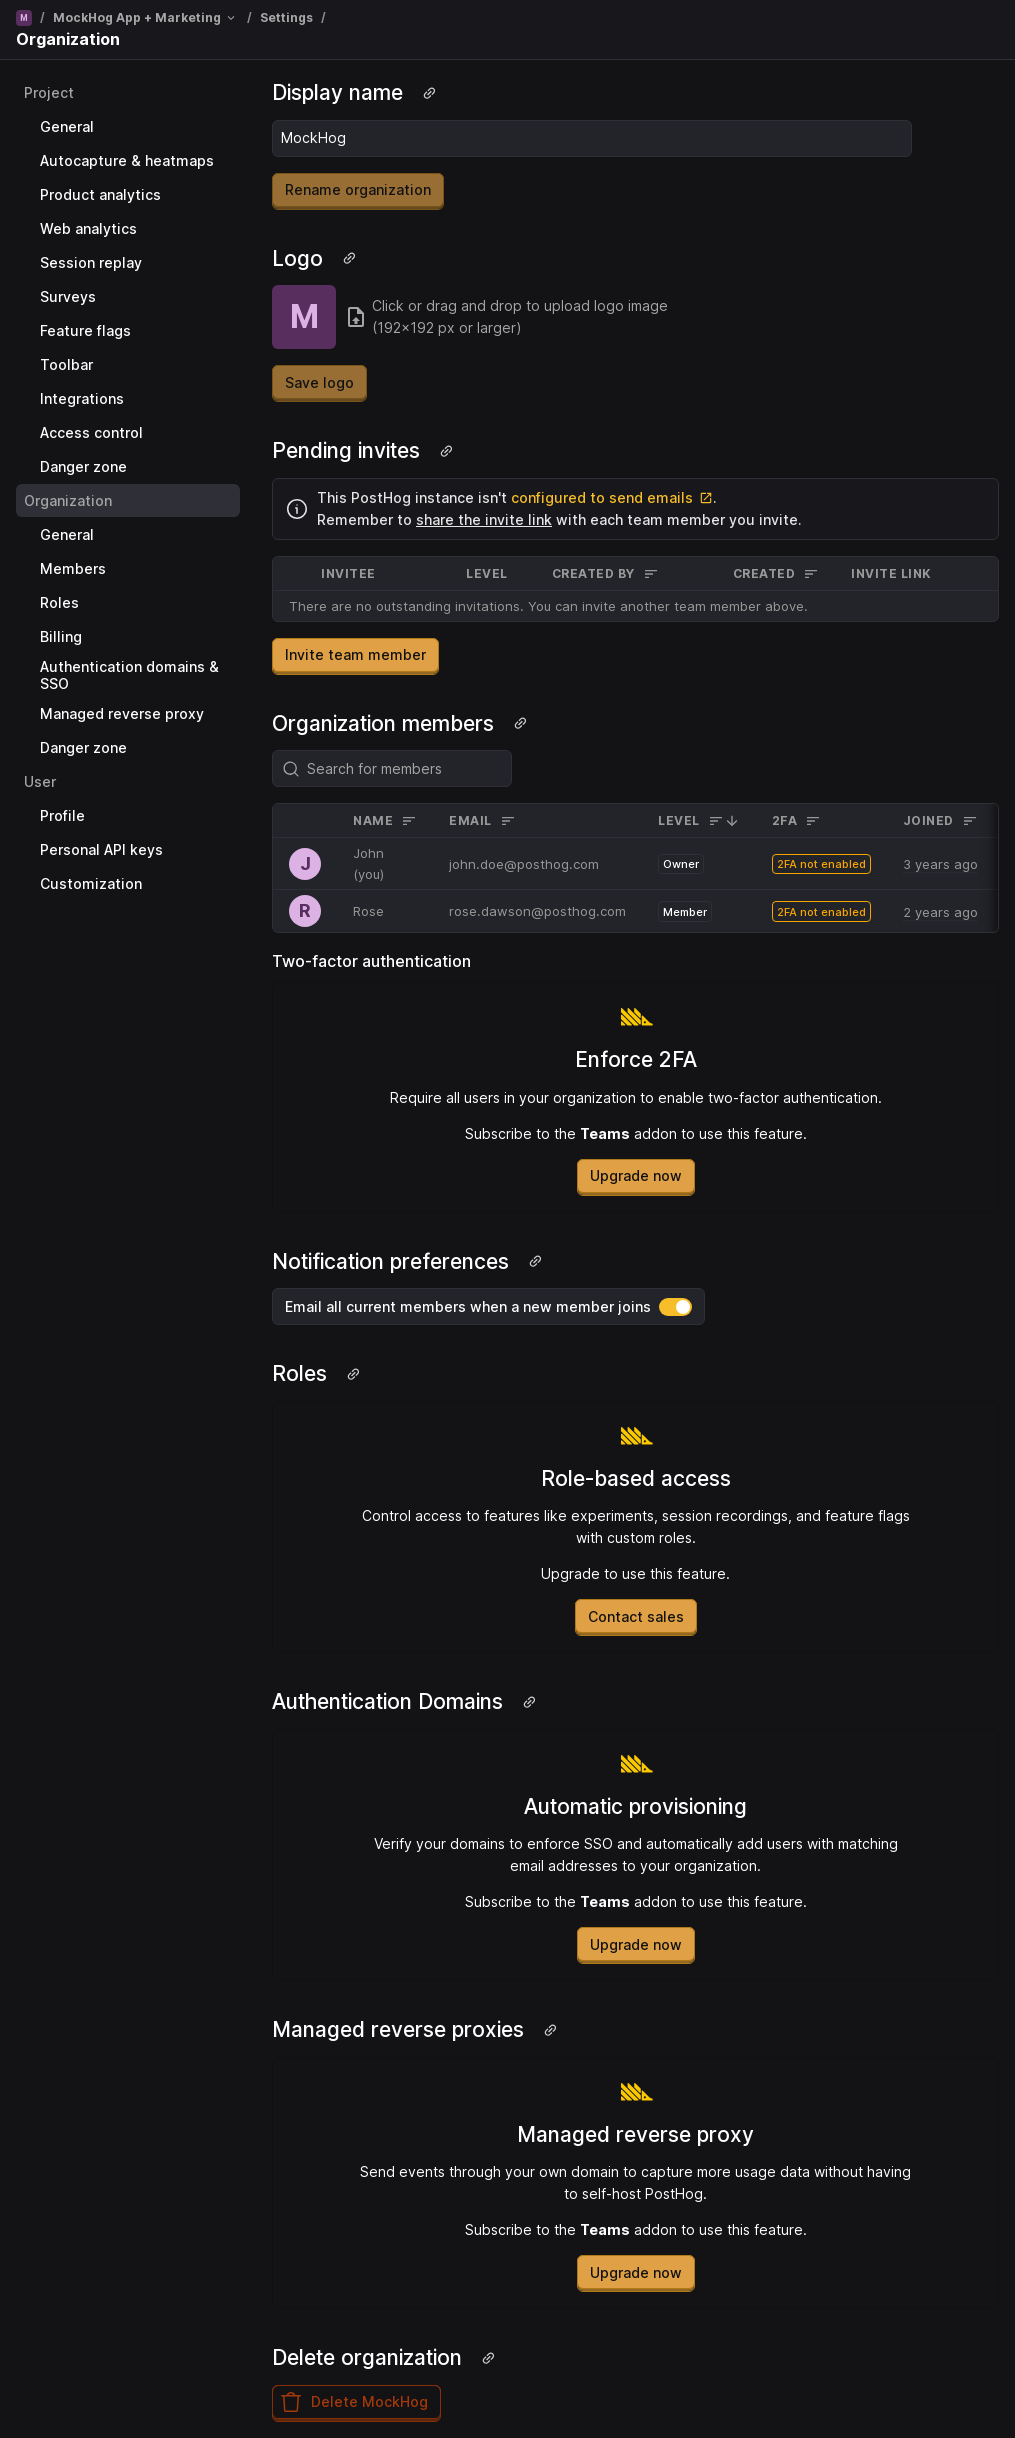 M / MockHog App + Marketing / Settings /
Organization
Project
General
Autocapture & heatmaps
Product analytics
Web analytics
Session replay
Surveys
Feature flags
Toolbar
Integrations
Access control
Danger zone
Organization
General
Members
Roles
Billing
Authentication domains &
SSO
Managed reverse proxy
Danger zone
User
Profile
Personal API keys
Customization
Display name
MockHog
Rename organization
Logo
M
Click or drag and drop to upload logo image
(192×192 px or larger)
Save logo
Pending invites
This PostHog instance isn't configured to send emails.
Remember to share the invite link with each team member you invite.
INVITEE LEVEL CREATED BY CREATED INVITE LINK
There are no outstanding invitations. You can invite another team member above.
Invite team member
Organization members
Search for members
NAME EMAIL LEVEL 2FA JOINED
J John (you) john.doe@posthog.com Owner 2FA not enabled 3 years ago
R Rose rose.dawson@posthog.com Member 2FA not enabled 2 years ago
Two-factor authentication
Enforce 2FA
Require all users in your organization to enable two-factor authentication.
Subscribe to the Teams addon to use this feature.
Upgrade now
Notification preferences
Email all current members when a new member joins
Roles
Role-based access
Control access to features like experiments, session recordings, and feature flags
with custom roles.
Upgrade to use this feature.
Contact sales
Authentication Domains
Automatic provisioning
Verify your domains to enforce SSO and automatically add users with matching
email addresses to your organization.
Subscribe to the Teams addon to use this feature.
Upgrade now
Managed reverse proxies
Managed reverse proxy
Send events through your own domain to capture more usage data without having
to self-host PostHog.
Subscribe to the Teams addon to use this feature.
Upgrade now
Delete organization
Delete MockHog